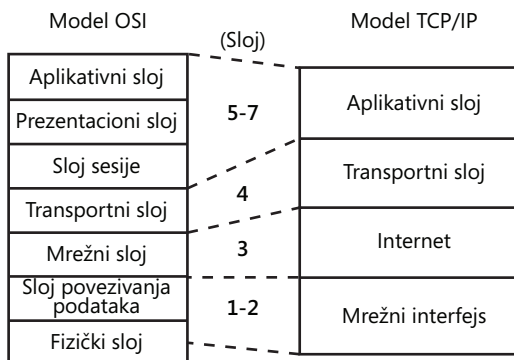 Model OSI
(Sloj)
Model TCP/IP
Aplikativni sloj
Prezentacioni sloj
Sloj sesije
Transportni sloj
Mrežni sloj
Sloj povezivanja
podataka
Fizički sloj
5-7
4
3
1-2
Aplikativni sloj
Transportni sloj
Internet
Mrežni interfejs